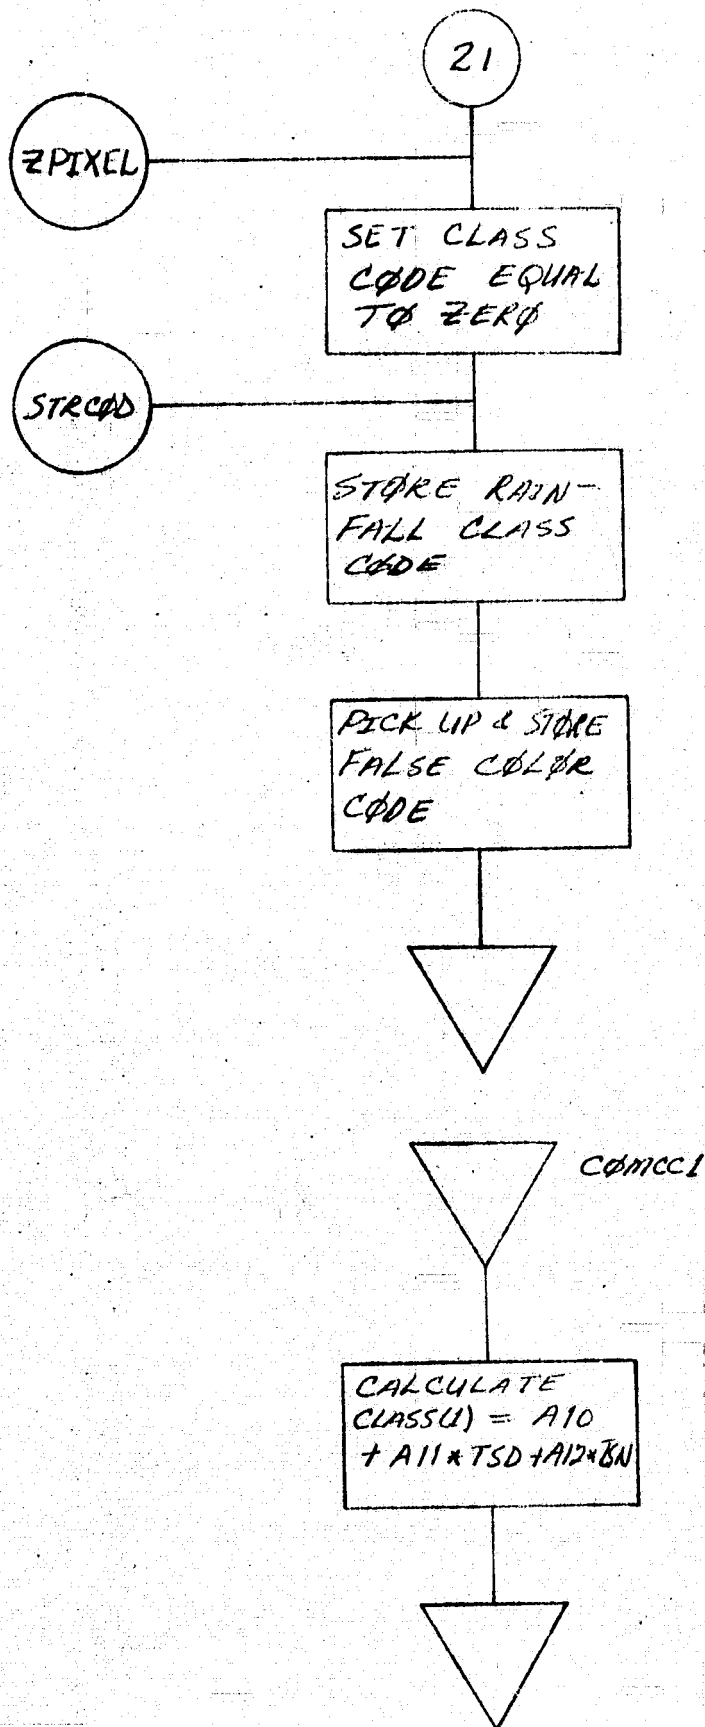 21
ZPIXEL
SET CLASS
CØDE EQUAL
TØ ZERØ
STRCØD
STØRE RAIN-
FALL CLASS
CØDE
PICK UP & STØRE
FALSE CØLØR
CØDE
CØMCC1
CALCULATE
CLASS(1) = A10
+ A11*TSD+A12*